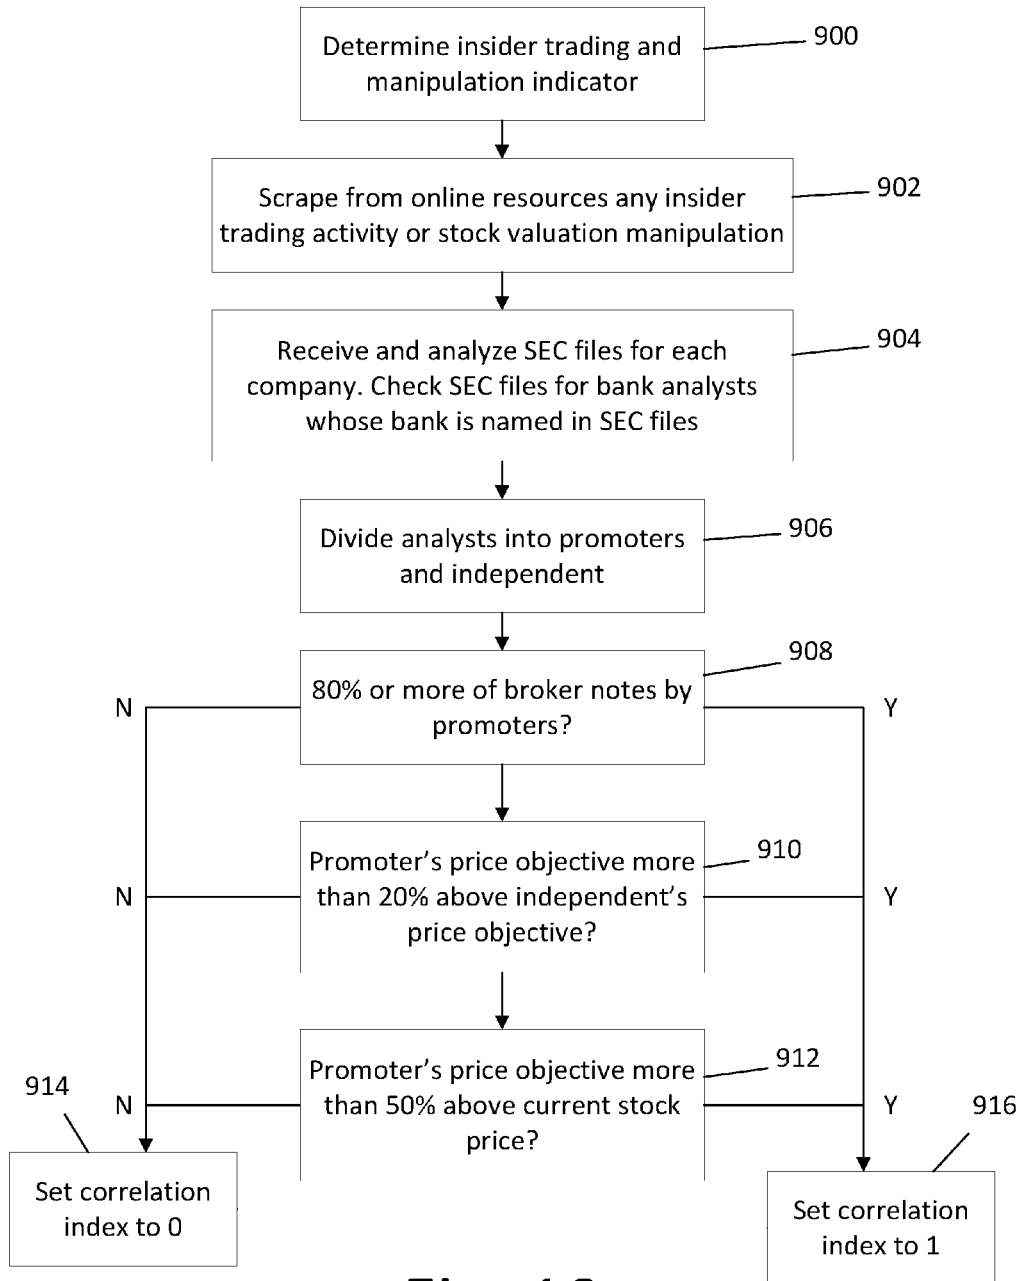 Determine insider trading and
manipulation indicator
900
Scrape from online resources any insider
trading activity or stock valuation manipulation
902
Receive and analyze SEC files for each
company. Check SEC files for bank analysts
whose bank is named in SEC files
904
Divide analysts into promoters
and independent
906
80% or more of broker notes by
promoters?
908
N
Y
Promoter’s price objective more
than 20% above independent’s
price objective?
910
N
Y
Promoter’s price objective more
than 50% above current stock
price?
912
N
Y
914
Set correlation
index to 0
916
Set correlation
index to 1